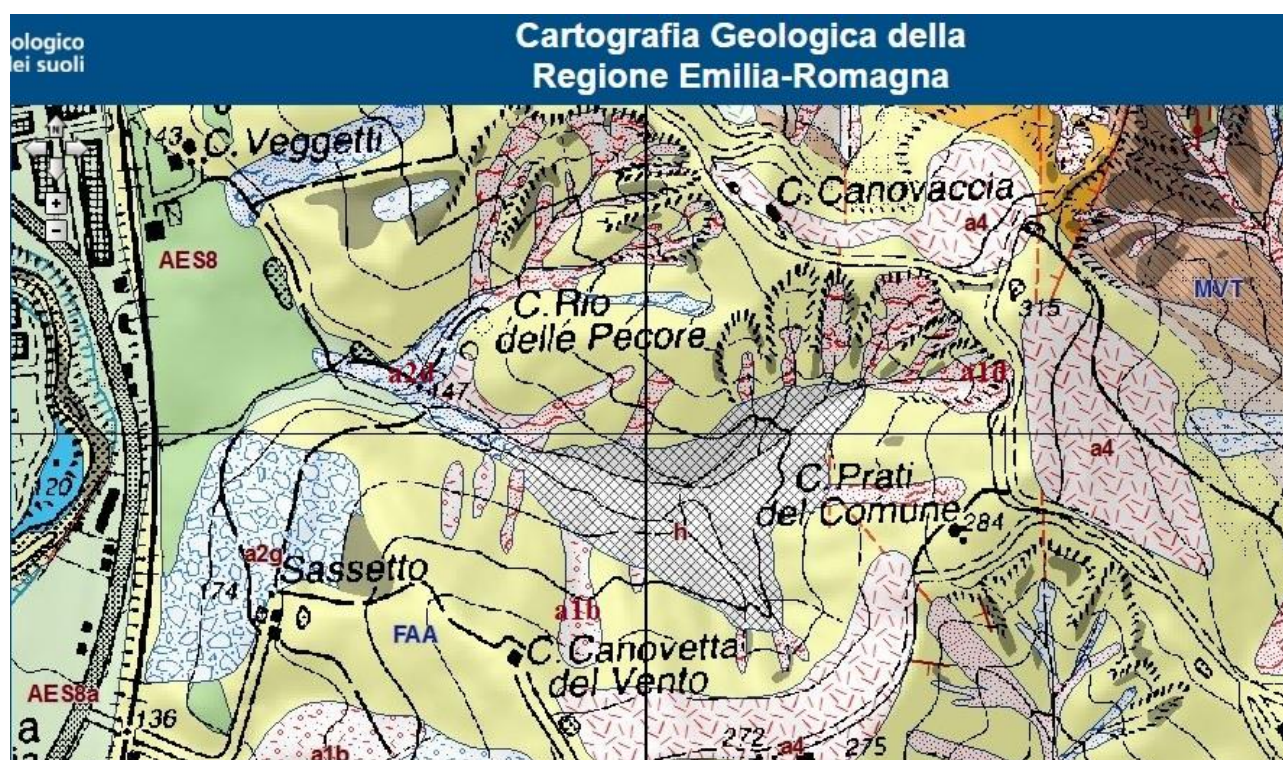 ologico
ei suoli
Cartografia Geologica della
Regione Emilia-Romagna
143
C. Veggetti
N
+
-
AES8
C. Canovaccia
a4
MVT
315
C. Rio
delle Pecore
a2d
147
a1d
a4
20
C. Prati
del Comune
284
h
a2g
Sassetto
174
a1b
FAA
C. Canovetta
del Vento
AES8a
136
a
272
a4
275
a1b